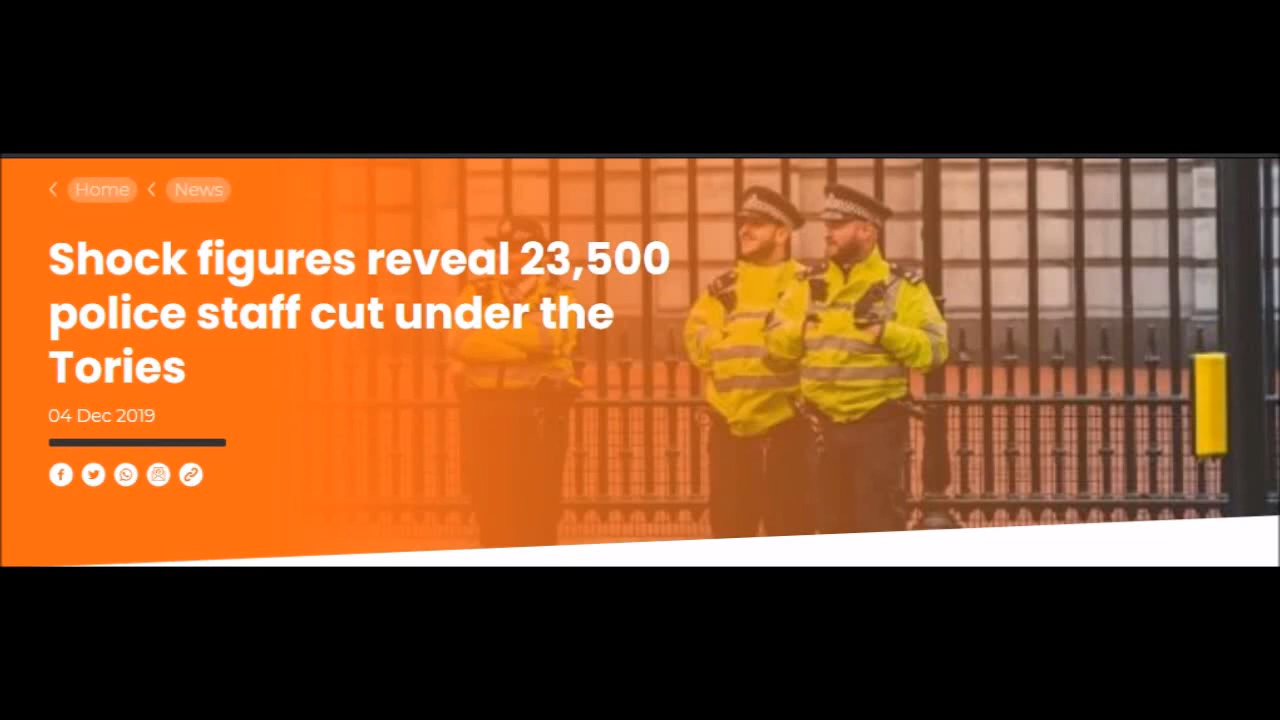 Home News
Shock figures reveal 23,500
police staff cut under the
Tories
04 Dec 2019